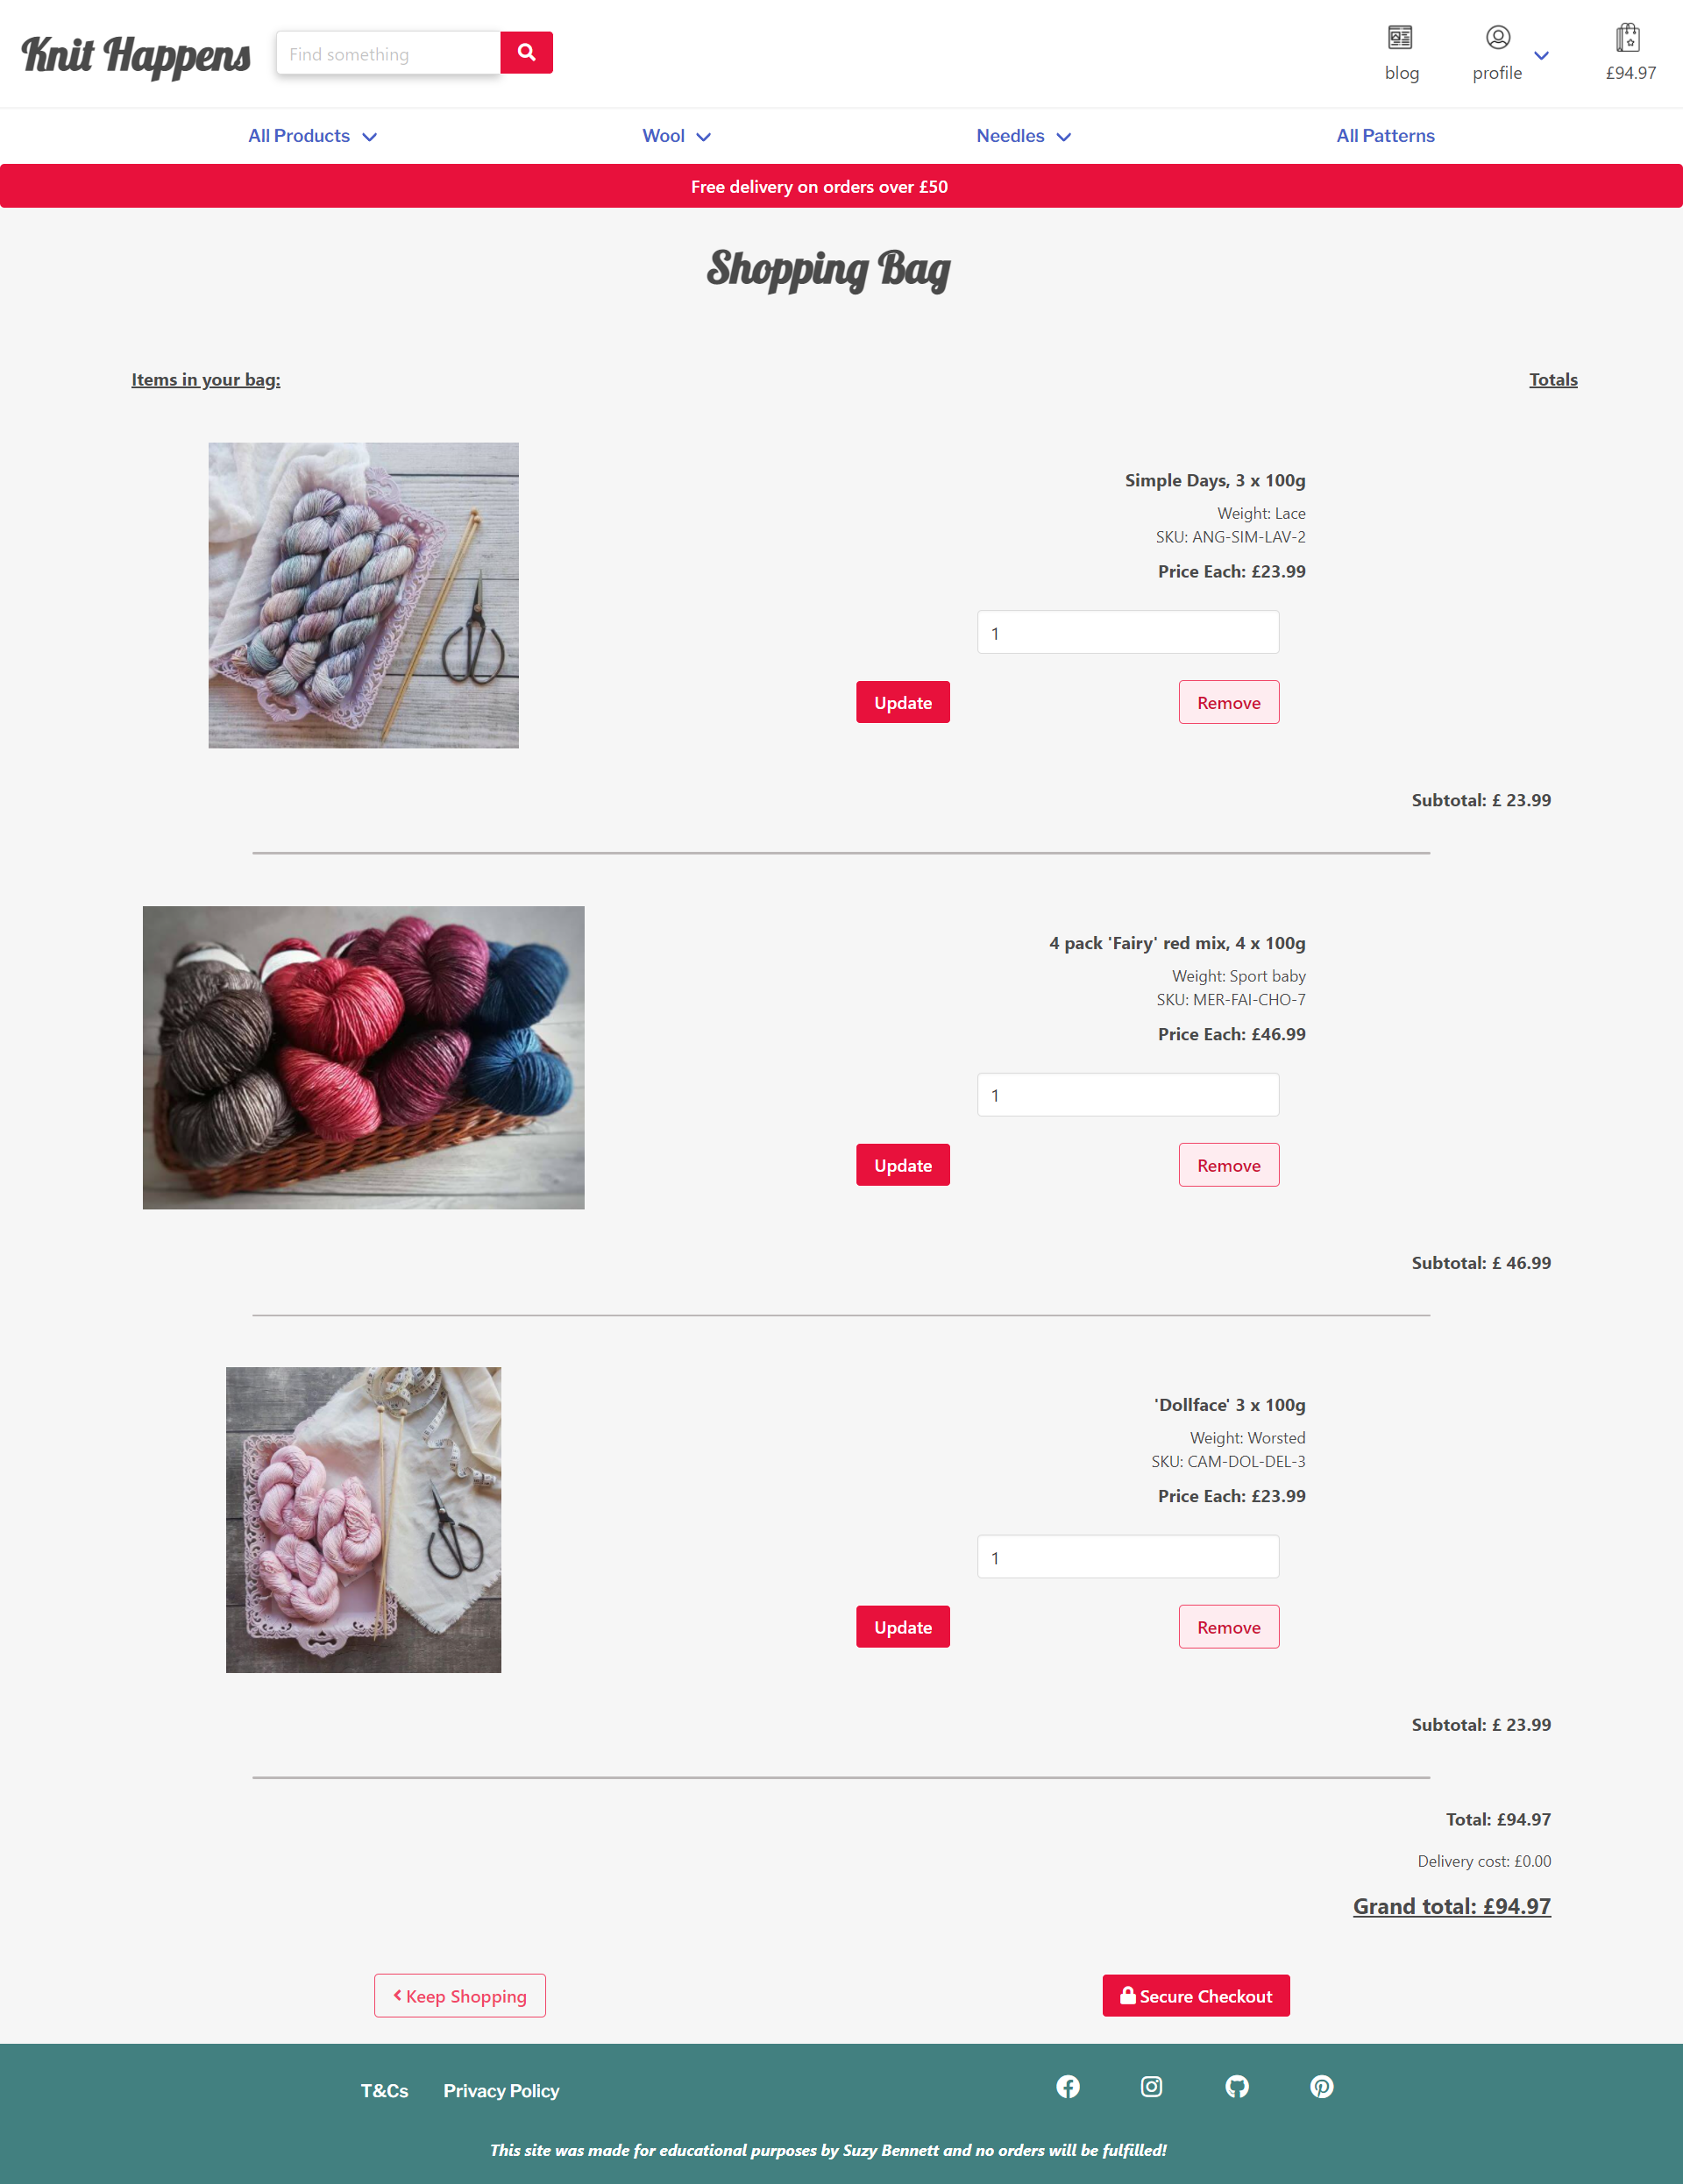 Knit Happens
Find something
blog
profile
£94.97
All Products
Wool
Needles
All Patterns
Free delivery on orders over £50
Shopping Bag
Items in your bag:
Totals
Simple Days, 3 x 100g
Weight: Lace
SKU: ANG-SIM-LAV-2
Price Each: £23.99
1
Update
Remove
Subtotal: £ 23.99
4 pack 'Fairy' red mix, 4 x 100g
Weight: Sport baby
SKU: MER-FAI-CHO-7
Price Each: £46.99
1
Update
Remove
Subtotal: £ 46.99
'Dollface' 3 x 100g
Weight: Worsted
SKU: CAM-DOL-DEL-3
Price Each: £23.99
1
Update
Remove
Subtotal: £ 23.99
Total: £94.97
Delivery cost: £0.00
Grand total: £94.97
Keep Shopping
Secure Checkout
T&Cs
Privacy Policy
This site was made for educational purposes by Suzy Bennett and no orders will be fulfilled!